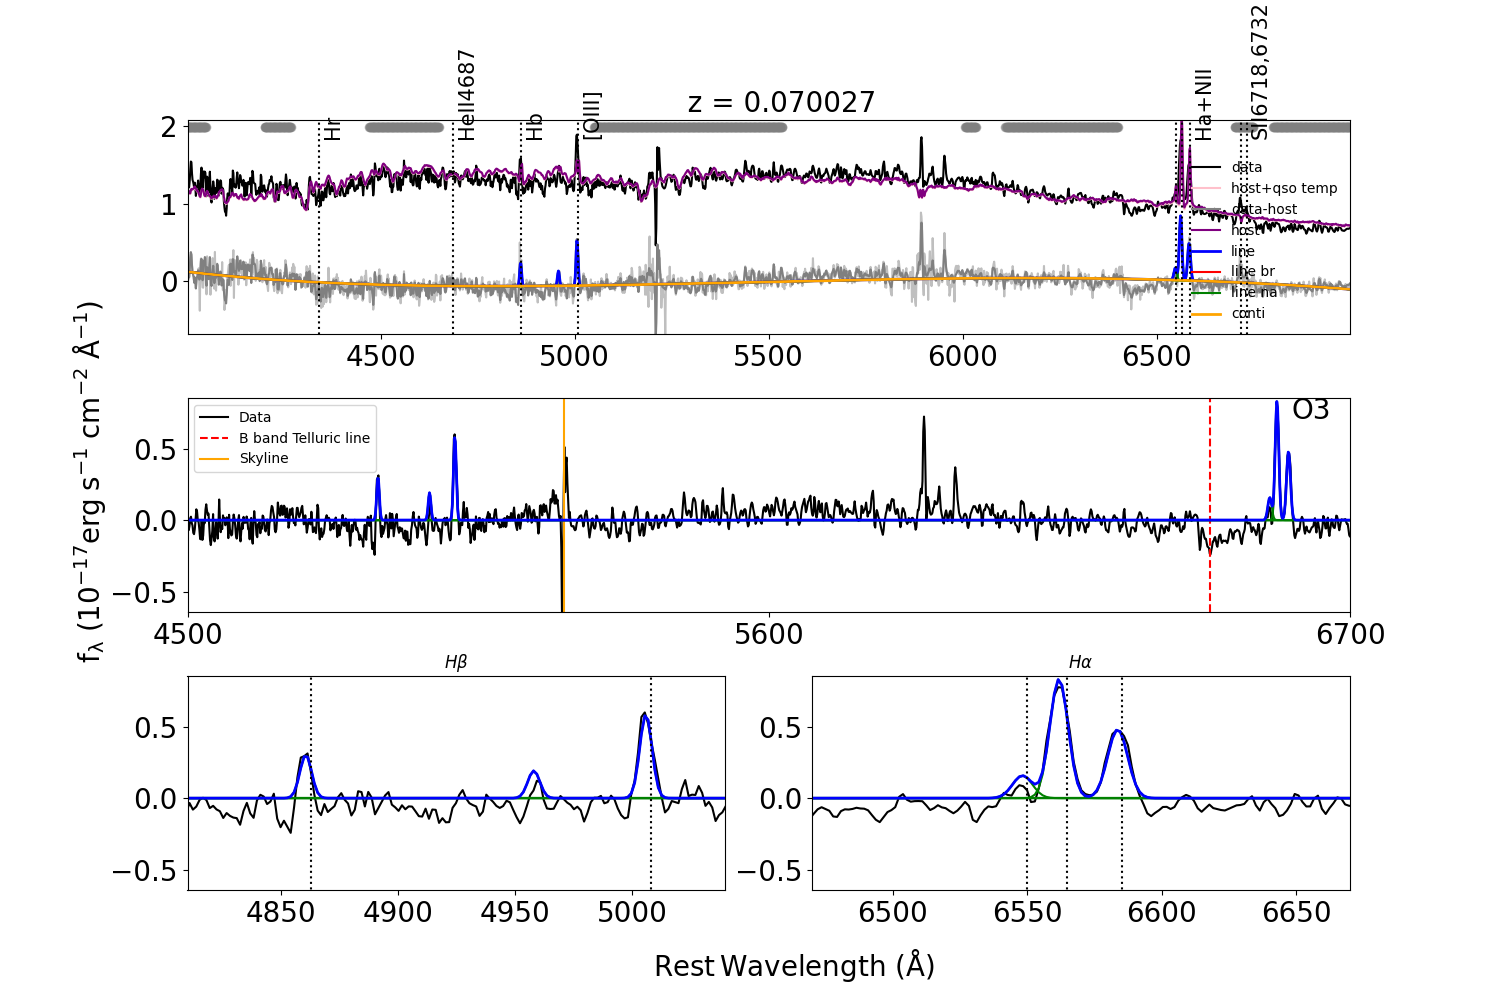 z = 0.070027
Hr
HeII4687
Hb
[OIII]
Ha+NII
SII6718,6732
2
1
0
data
host+qso temp
data-host
host
line
line br
line na
conti
4500
5000
5500
6000
6500
f_λ (10^{-17}erg s^{-1} cm^{-2} Å^{-1})
0.5
0.0
−0.5
Data
B band Telluric line
Skyline
O3
4500
5600
6700
Hβ
0.5
0.0
−0.5
4850
4900
4950
5000
Hα
0.5
0.0
−0.5
6500
6550
6600
6650
Rest Wavelength (Å)